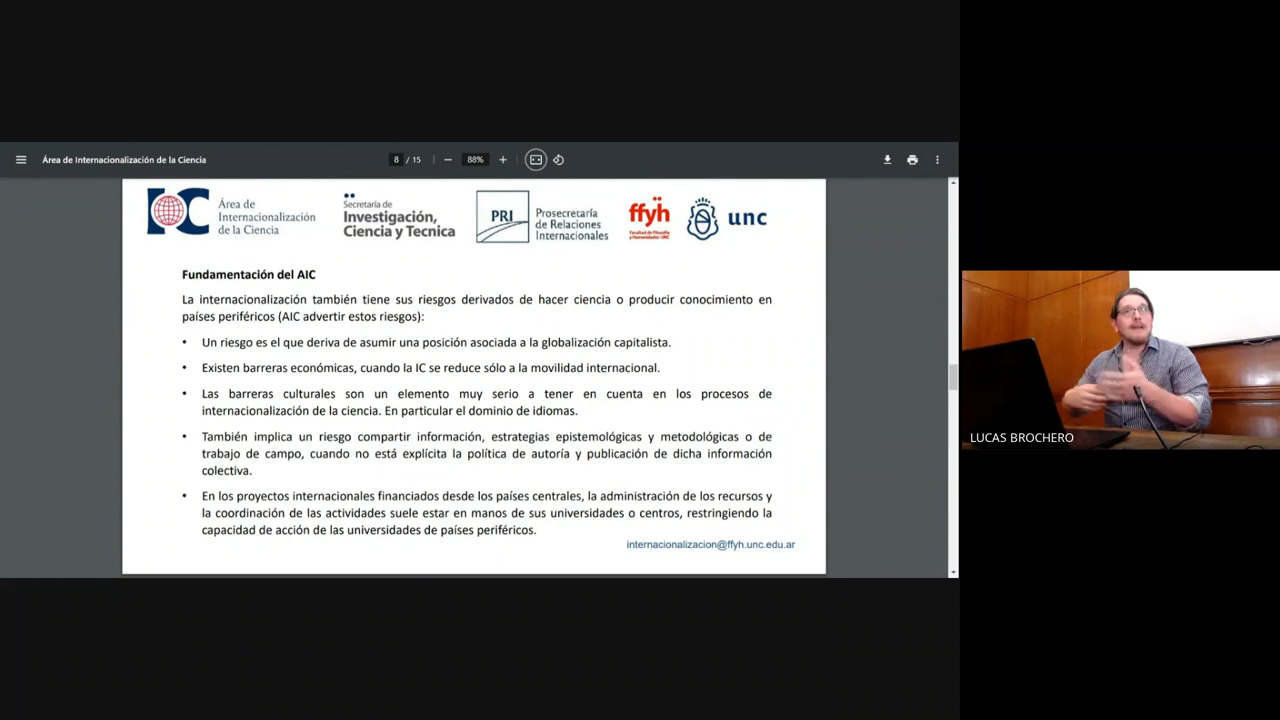 Área de Internacionalización de la Ciencia
8 / 15
88%
Área de
Internacionalización
de la Ciencia
Secretaría de
Investigación,
Ciencia y Tecnica
PRI
Prosecretaría
de Relaciones
Internacionales
ffyh
Facultad de Filosofía
y Humanidades UNC
unc
Fundamentación del AIC
La internacionalización también tiene sus riesgos derivados de hacer ciencia o producir conocimiento en
países periféricos (AIC advertir estos riesgos):
• Un riesgo es el que deriva de asumir una posición asociada a la globalización capitalista.
• Existen barreras económicas, cuando la IC se reduce sólo a la movilidad internacional.
• Las barreras culturales son un elemento muy serio a tener en cuenta en los procesos de
internacionalización de la ciencia. En particular el dominio de idiomas.
• También implica un riesgo compartir información, estrategias epistemológicas y metodológicas o de
trabajo de campo, cuando no está explícita la política de autoría y publicación de dicha información
colectiva.
• En los proyectos internacionales financiados desde los países centrales, la administración de los recursos y
la coordinación de las actividades suele estar en manos de sus universidades o centros, restringiendo la
capacidad de acción de las universidades de países periféricos.
internacionalizacion@ffyh.unc.edu.ar
LUCAS BROCHERO